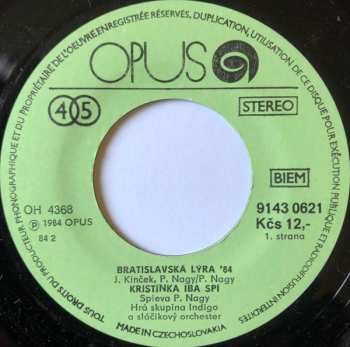 TOUS DROITS DU PRODUCTEUR PHONOGRAPHIQUE ET DU PROPRIÉTAIRE DE L'OEUVRE ENREGISTRÉE RÉSERVÉS. DUPLICATION, UTILISATION DE CE DISQUE POUR EXÉCUTION PUBLIQUE ET RADIODIFFUSION INTERDITES
OPUS
45
STEREO
BIEM
OH 4368
9143 0621
Ⓟ 1984 OPUS
Kčs 12,-
84 2
1. strana
BRATISLAVSKÁ LÝRA '84
J. Kinček, P. Nagy/P. Nagy
KRISTÍNKA IBA SPÍ
Spieva P. Nagy
Hrá skupina Indigo
a sláčikový orchester
MADE IN CZECHOSLOVAKIA